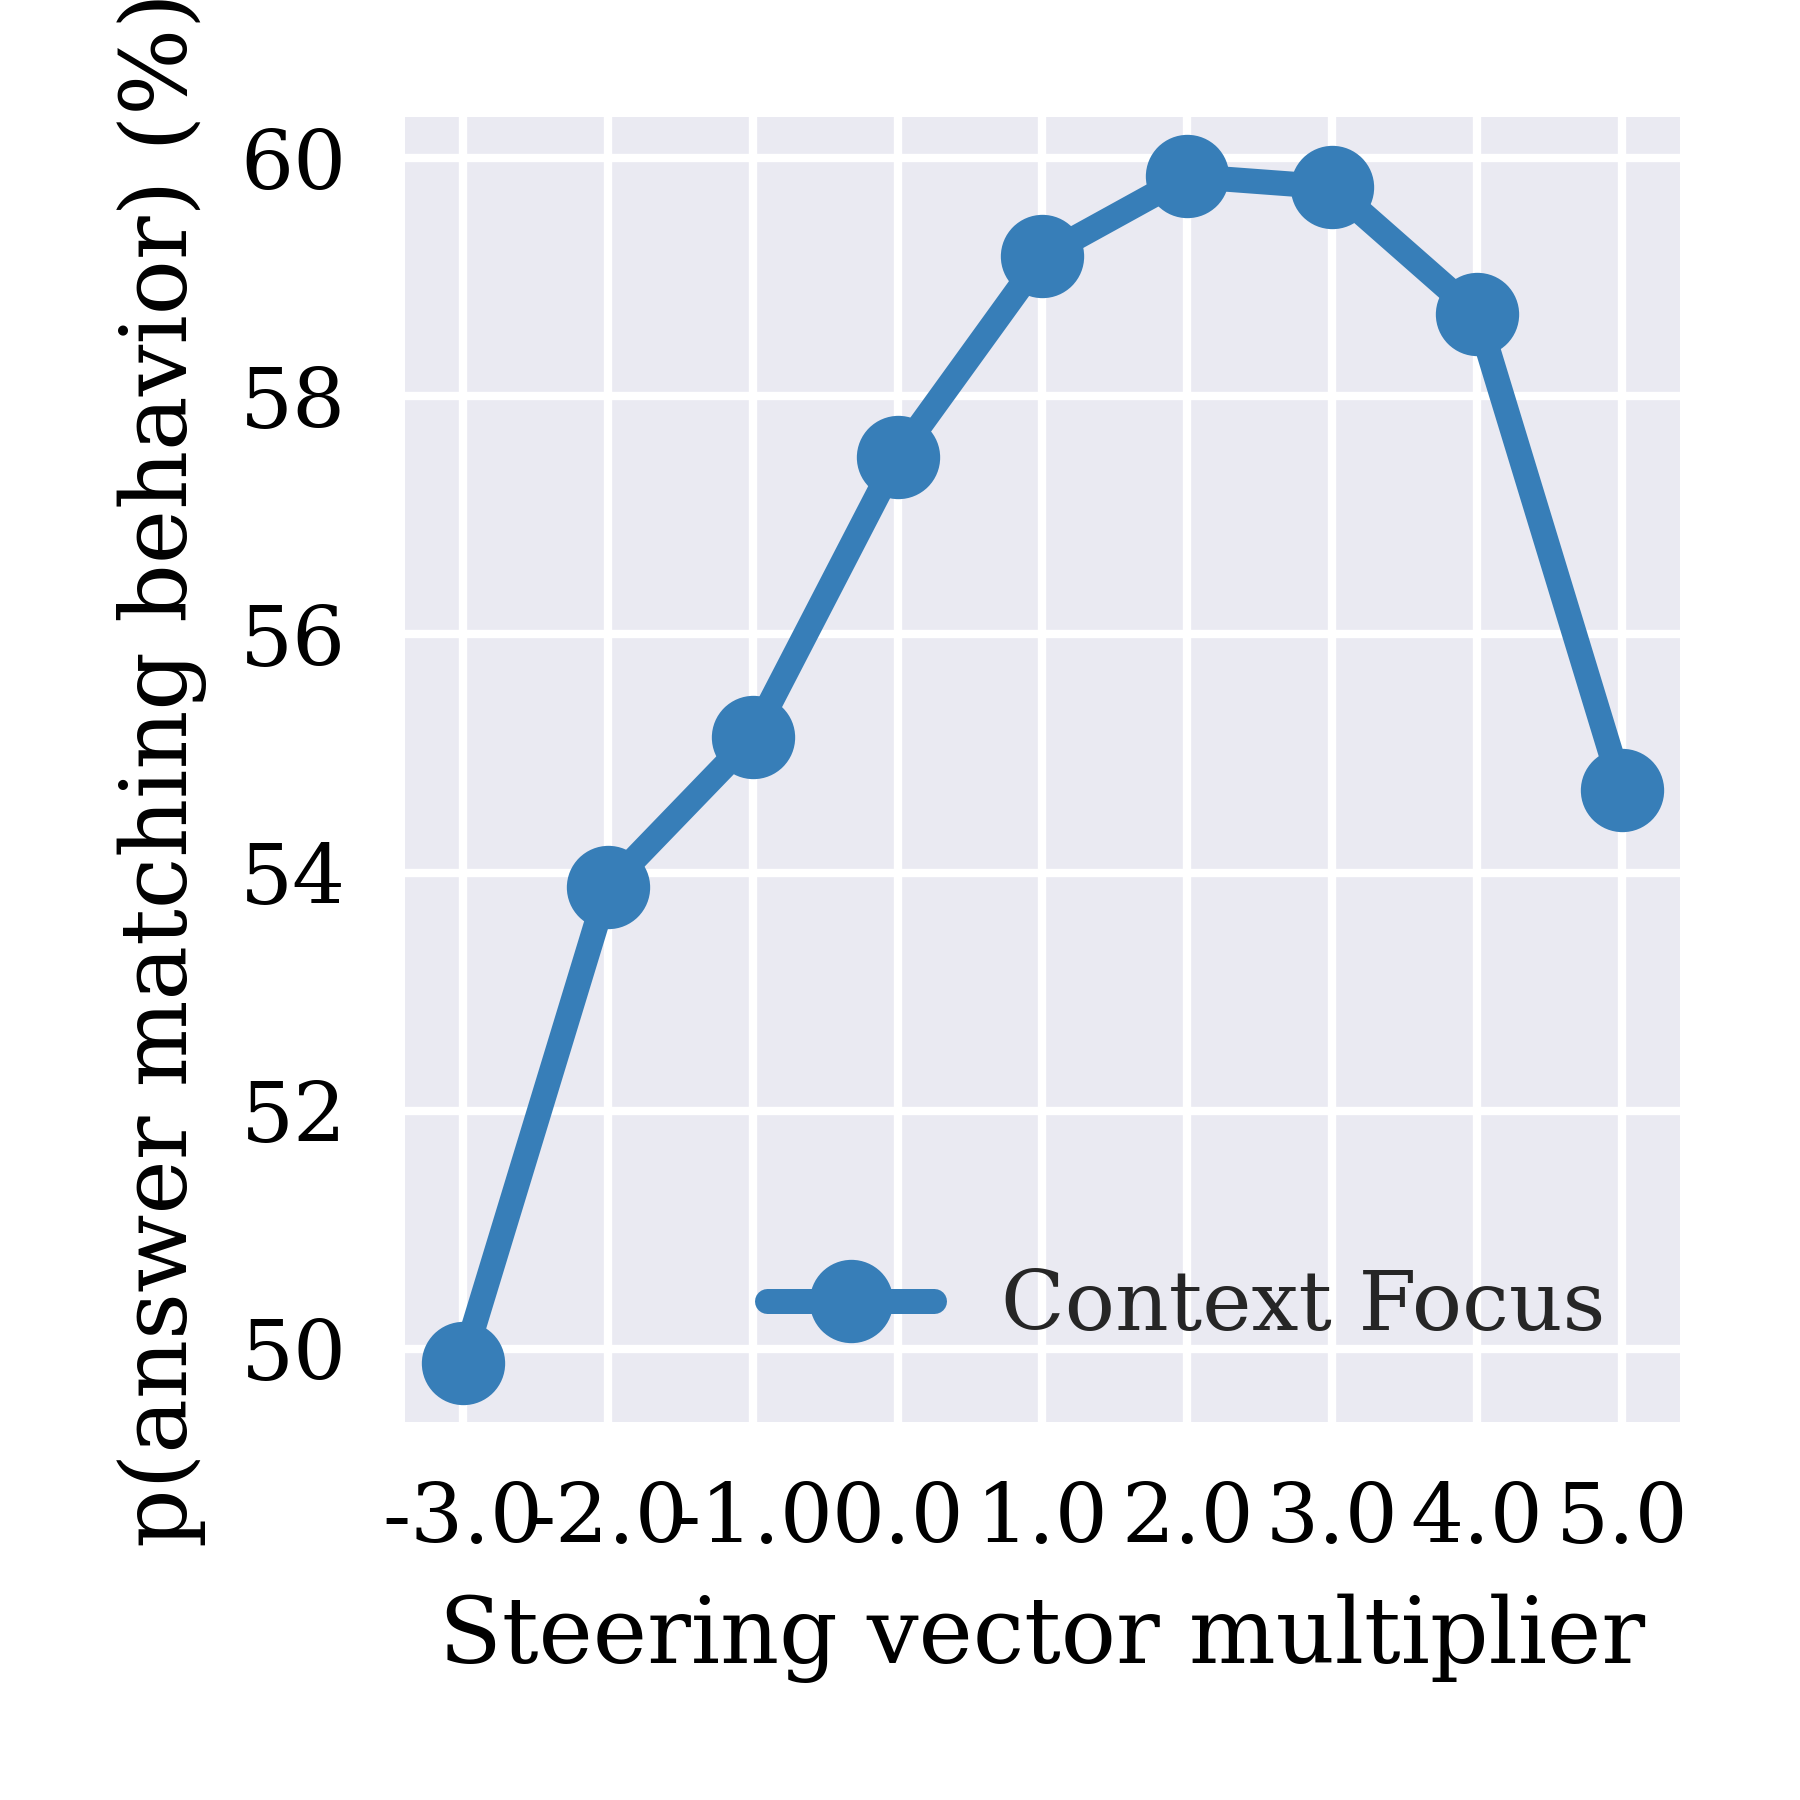 p(answer matching behavior) (%)
60
58
56
54
52
50
Context Focus
-3.0 -2.0 -1.0 0.0 1.0 2.0 3.0 4.0 5.0
Steering vector multiplier